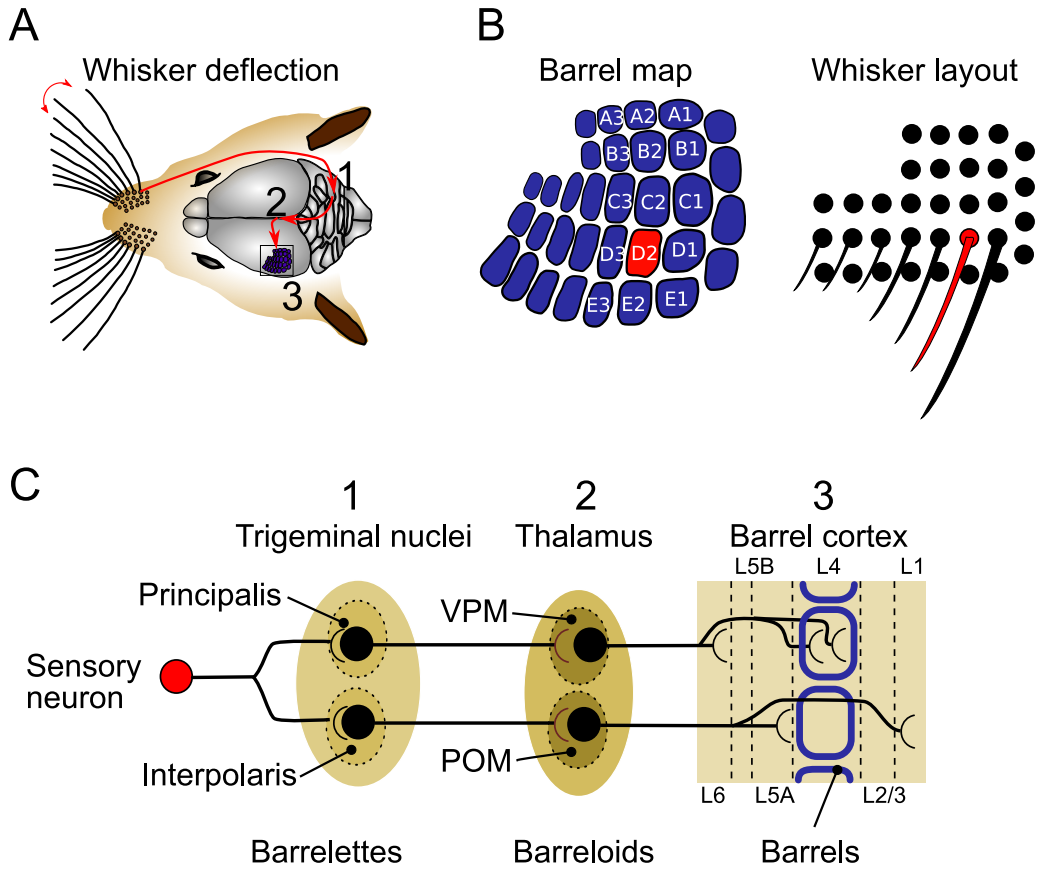 A
Whisker deflection
1
2
3
B
Barrel map
A3 A2 A1
B3 B2 B1
C3 C2 C1
D3 D2 D1
E3 E2 E1
Whisker layout
C
1 2 3
Trigeminal nuclei Thalamus Barrel cortex
L5B L4 L1
Principalis VPM
Sensory
neuron
Interpolaris POM
L6 L5A L2/3
Barrelettes Barreloids Barrels